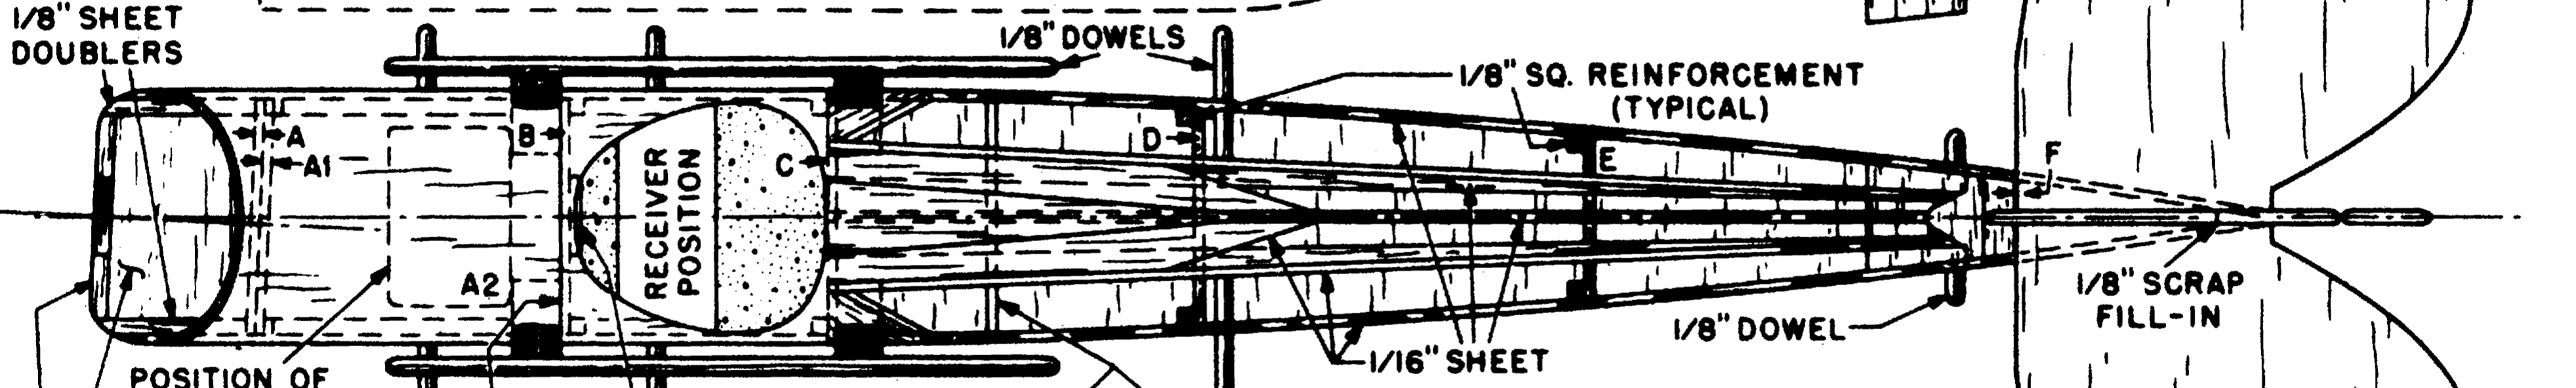 1/8" SHEET
DOUBLERS
1/8" DOWELS
1/8" SQ. REINFORCEMENT
(TYPICAL)
A
A1
B
A2
RECEIVER
POSITION
C
D
E
F
1/8" SCRAP
FILL-IN
1/8" DOWEL
1/16" SHEET
POSITION OF